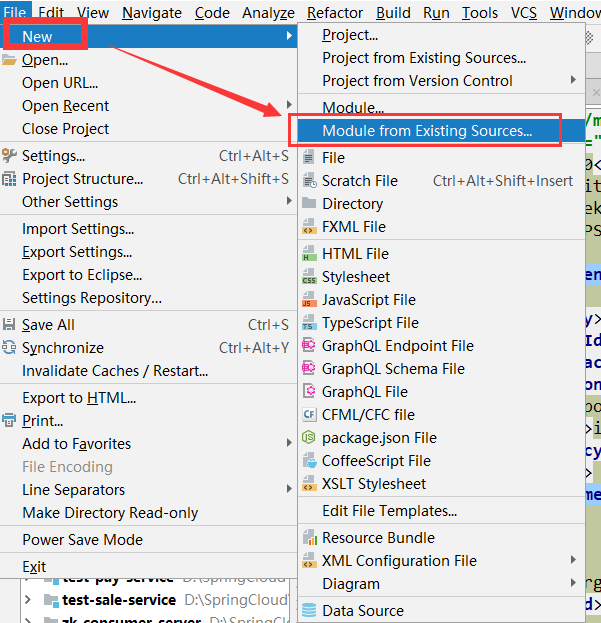 File Edit View Navigate Code Analyze Refactor Build Run Tools VCS Window
New
Open...
Open URL...
Open Recent
Close Project
Settings... Ctrl+Alt+S
Project Structure... Ctrl+Alt+Shift+S
Other Settings
Import Settings...
Export Settings...
Export to Eclipse...
Settings Repository...
Save All Ctrl+S
Synchronize Ctrl+Alt+Y
Invalidate Caches / Restart...
Export to HTML...
Print...
Add to Favorites
File Encoding
Line Separators
Make Directory Read-only
Power Save Mode
Exit
Project...
Project from Existing Sources...
Project from Version Control
Module...
Module from Existing Sources...
File
Scratch File Ctrl+Alt+Shift+Insert
Directory
FXML File
HTML File
Stylesheet
JavaScript File
TypeScript File
GraphQL Endpoint File
GraphQL Schema File
GraphQL File
CFML/CFC file
package.json File
CoffeeScript File
XSLT Stylesheet
Edit File Templates...
Resource Bundle
XML Configuration File
Diagram
Data Source
test-pay-service D:\SpringCloud
test-sale-service D:\SpringCloud
zk-consumer-server D:\SpringCloud